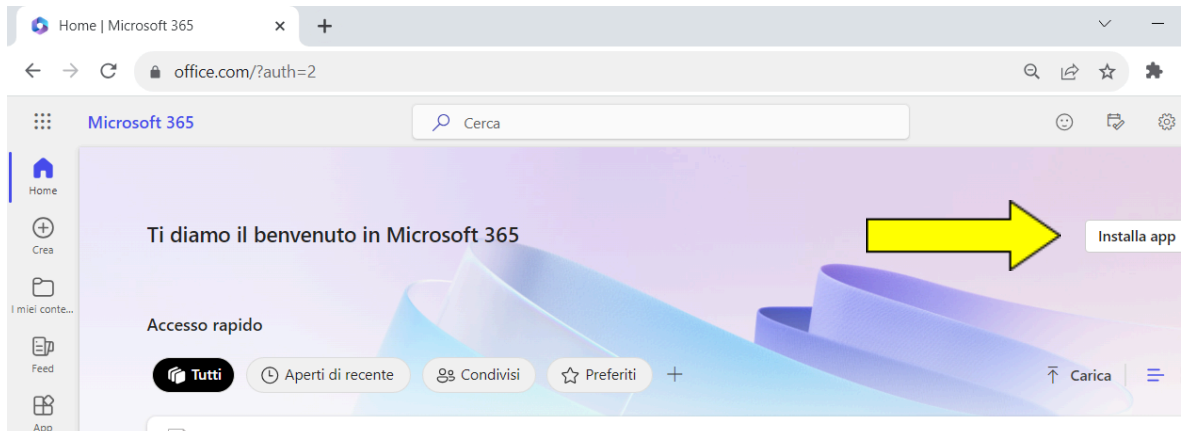 Home | Microsoft 365
office.com/?auth=2
Microsoft 365
Cerca
Home
Crea
I miei conte...
Feed
App
Ti diamo il benvenuto in Microsoft 365
Installa app
Accesso rapido
Tutti
Aperti di recente
Condivisi
Preferiti
Carica